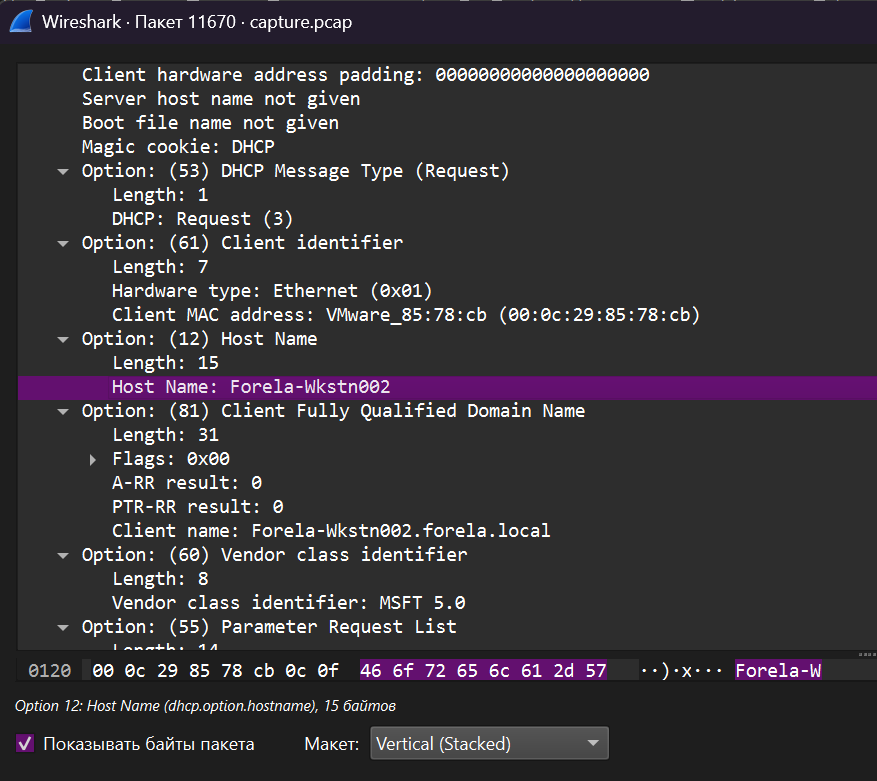 Wireshark · Пакет 11670 · capture.pcap
Client hardware address padding: 00000000000000000000
Server host name not given
Boot file name not given
Magic cookie: DHCP
Option: (53) DHCP Message Type (Request)
Length: 1
DHCP: Request (3)
Option: (61) Client identifier
Length: 7
Hardware type: Ethernet (0x01)
Client MAC address: VMware_85:78:cb (00:0c:29:85:78:cb)
Option: (12) Host Name
Length: 15
Host Name: Forela-Wkstn002
Option: (81) Client Fully Qualified Domain Name
Length: 31
Flags: 0x00
A-RR result: 0
PTR-RR result: 0
Client name: Forela-Wkstn002.forela.local
Option: (60) Vendor class identifier
Length: 8
Vendor class identifier: MSFT 5.0
Option: (55) Parameter Request List
Length: 14
0120 00 0c 29 85 78 cb 0c 0f 46 6f 72 65 6c 61 2d 57 ··)·x··· Forela-W
Option 12: Host Name (dhcp.option.hostname), 15 байтов
Показывать байты пакета Макет: Vertical (Stacked)